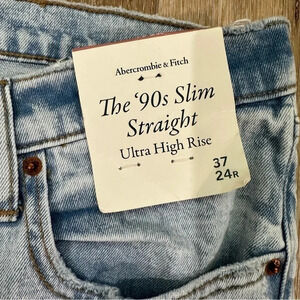 Abercrombie & Fitch
The '90s Slim
Straight
Ultra High Rise
37
24R